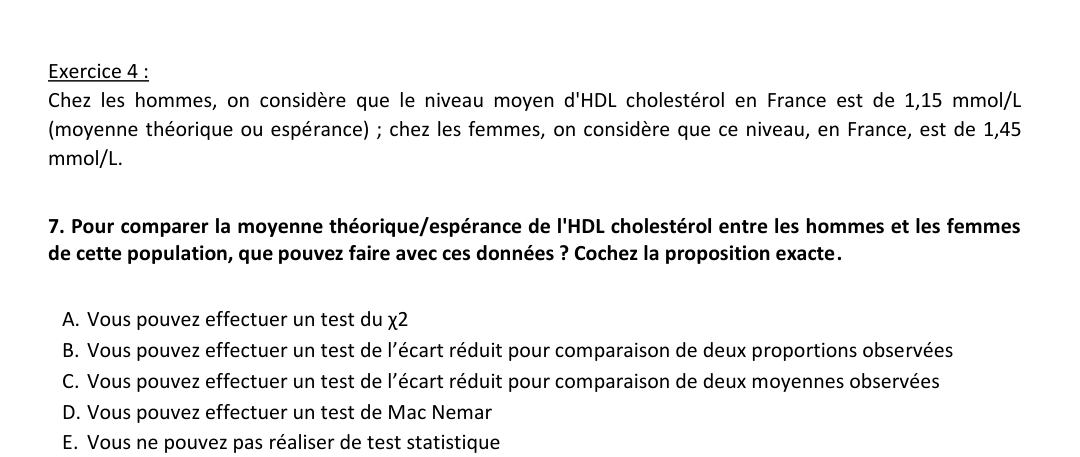 Exercice 4 :
Chez les hommes, on considère que le niveau moyen d'HDL cholestérol en France est de 1,15 mmol/L
(moyenne théorique ou espérance) ; chez les femmes, on considère que ce niveau, en France, est de 1,45
mmol/L.
7. Pour comparer la moyenne théorique/espérance de l'HDL cholestérol entre les hommes et les femmes
de cette population, que pouvez faire avec ces données ? Cochez la proposition exacte.
A. Vous pouvez effectuer un test du χ2
B. Vous pouvez effectuer un test de l’écart réduit pour comparaison de deux proportions observées
C. Vous pouvez effectuer un test de l’écart réduit pour comparaison de deux moyennes observées
D. Vous pouvez effectuer un test de Mac Nemar
E. Vous ne pouvez pas réaliser de test statistique